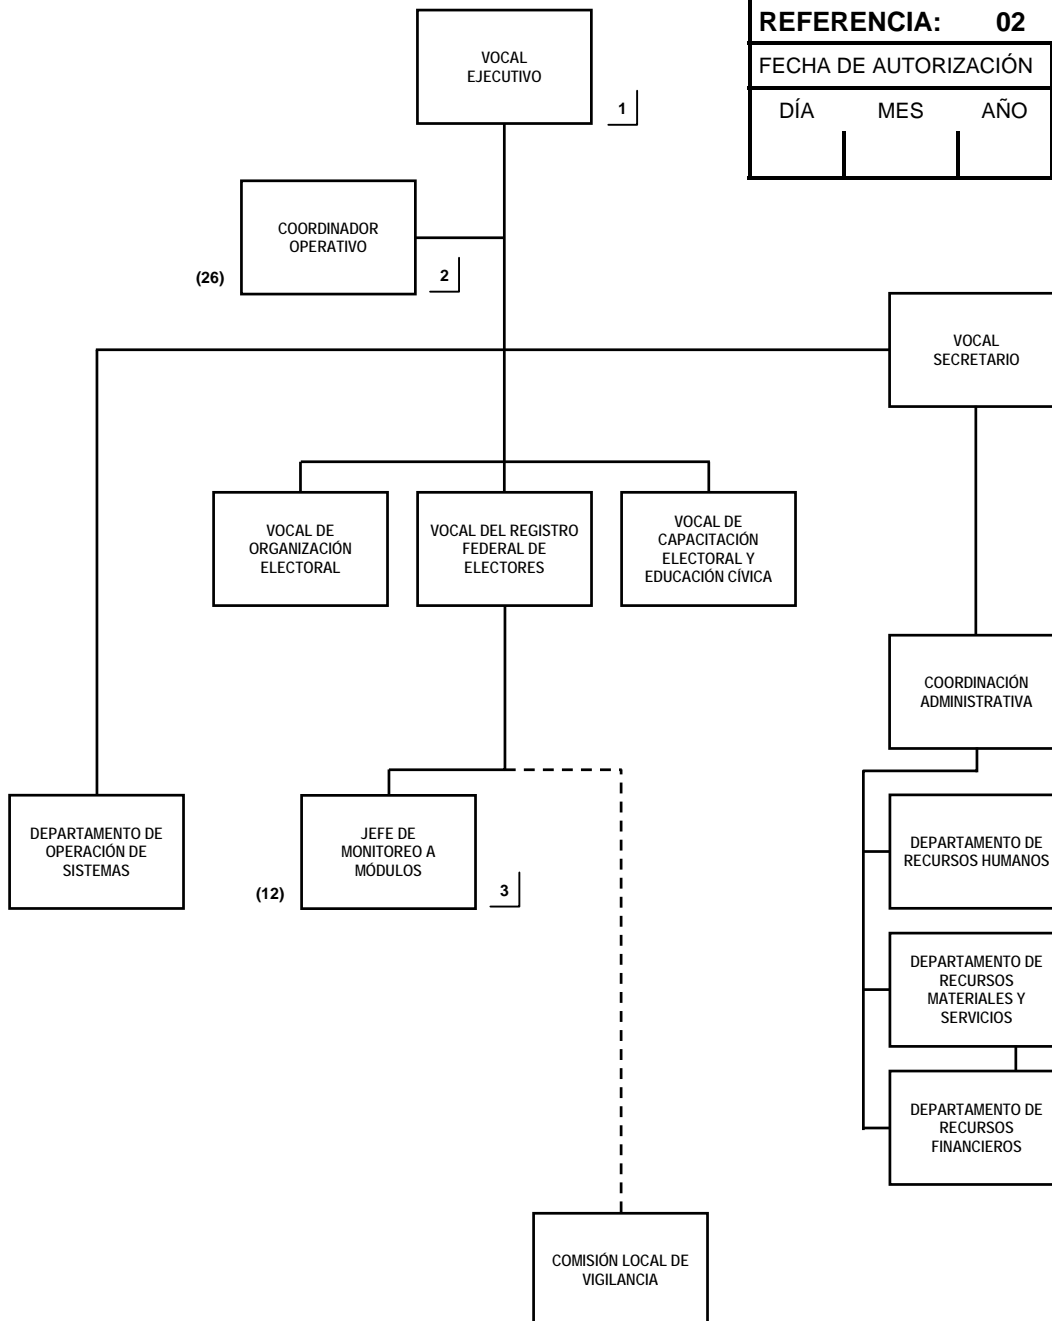 REFERENCIA: 02
FECHA DE AUTORIZACIÓN
DÍA MES AÑO
VOCAL
EJECUTIVO
1
COORDINADOR
OPERATIVO
(26)
2
VOCAL
SECRETARIO
VOCAL DE
ORGANIZACIÓN
ELECTORAL
VOCAL DEL REGISTRO
FEDERAL DE
ELECTORES
VOCAL DE
CAPACITACIÓN
ELECTORAL Y
EDUCACIÓN CÍVICA
COORDINACIÓN
ADMINISTRATIVA
DEPARTAMENTO DE
OPERACIÓN DE
SISTEMAS
JEFE DE
MONITOREO A
MÓDULOS
(12)
3
DEPARTAMENTO DE
RECURSOS HUMANOS
DEPARTAMENTO DE
RECURSOS
MATERIALES Y
SERVICIOS
DEPARTAMENTO DE
RECURSOS
FINANCIEROS
COMISIÓN LOCAL DE
VIGILANCIA